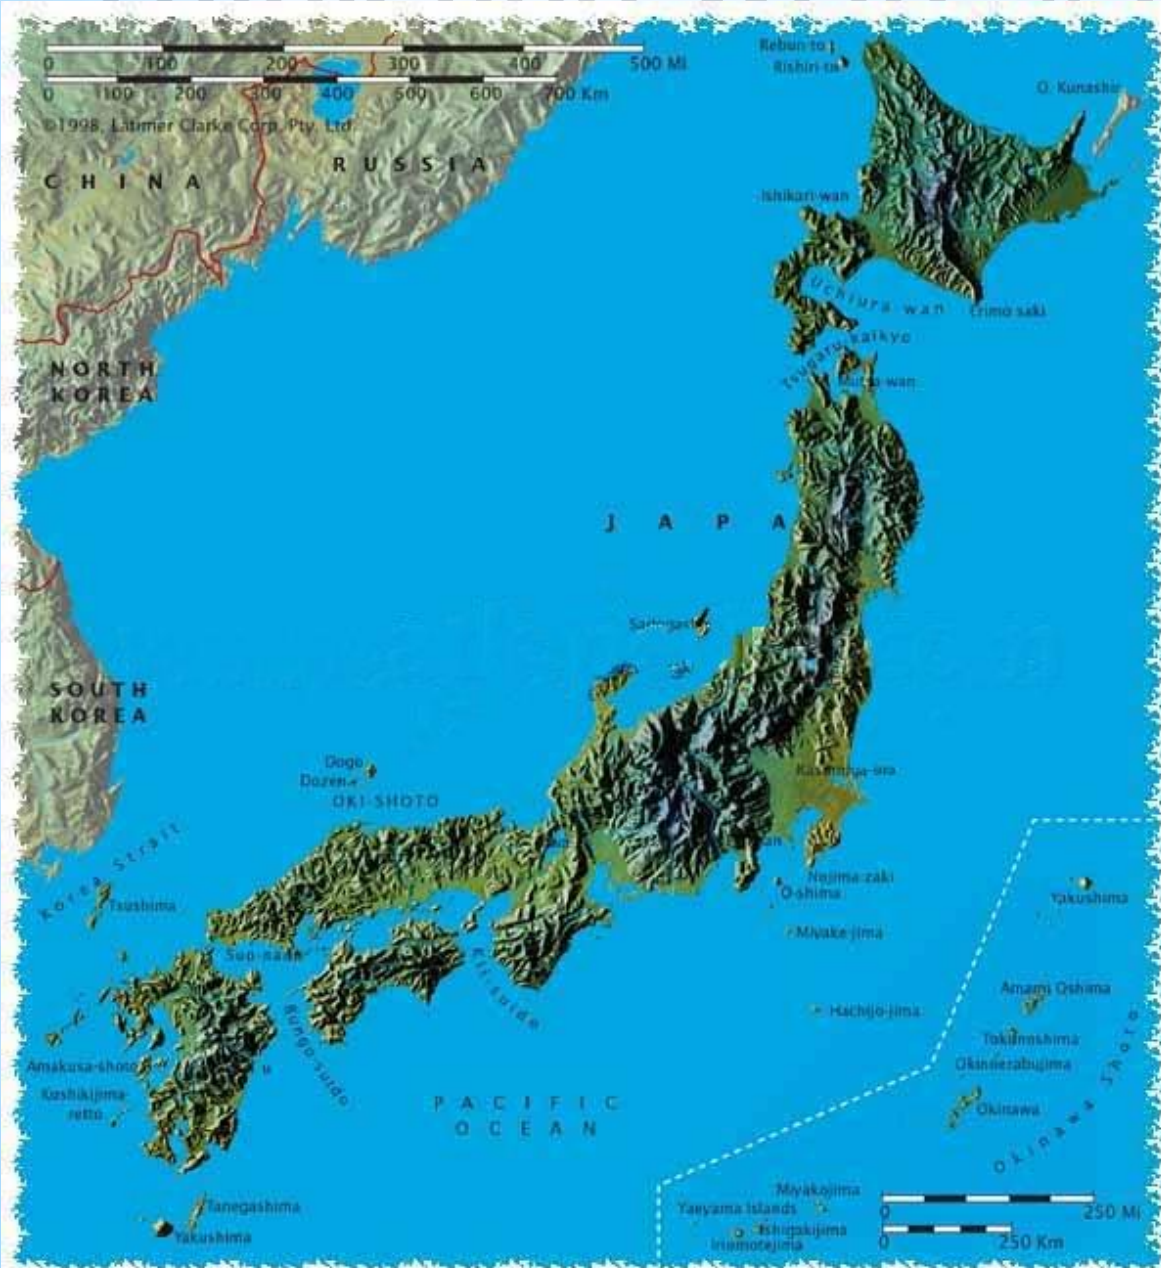 0 100 200 300 400 500 Mi
0 100 200 300 400 500 600 700 Km
©1998, Latimer Clarke Corp. Pty. Ltd.
Rebun-to
Rishiri-to
O. Kunashir
RUSSIA
CHINA
Ishikari-wan
Uchiura wan
Erimo saki
Tsugaru kaikyo
Mutsu-wan
NORTH
KOREA
JAPA
SOUTH
KOREA
Dogo
Dozen
OKI-SHOTO
Korea Strait
Nojima-zaki
O-shima
Yakushima
Tsushima
Miyake-jima
Suo-nada
Kii-suido
Amami Oshima
Hachijo-jima
Bungo-suido
Okinoerabujima
Amakusa-shoto
Koshikijima-
retto
PACIFIC
OCEAN
Okinawa
Okinawa Shoto
Miyakojima
Yaeyama Islands
Ishigakijima
Iriomotejima
Tanegashima
Yakushima
0 250 Mi
0 250 Km